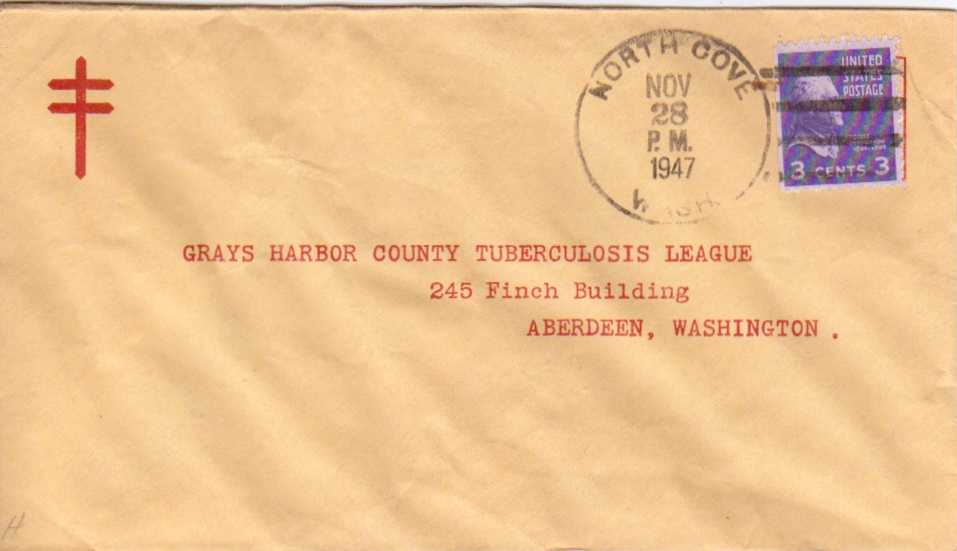 NORTH COVE
NOV
28
P. M.
1947
WASH.
UNITED
STATES
POSTAGE
3 CENTS 3
GRAYS HARBOR COUNTY TUBERCULOSIS LEAGUE
245 Finch Building
ABERDEEN, WASHINGTON .
H